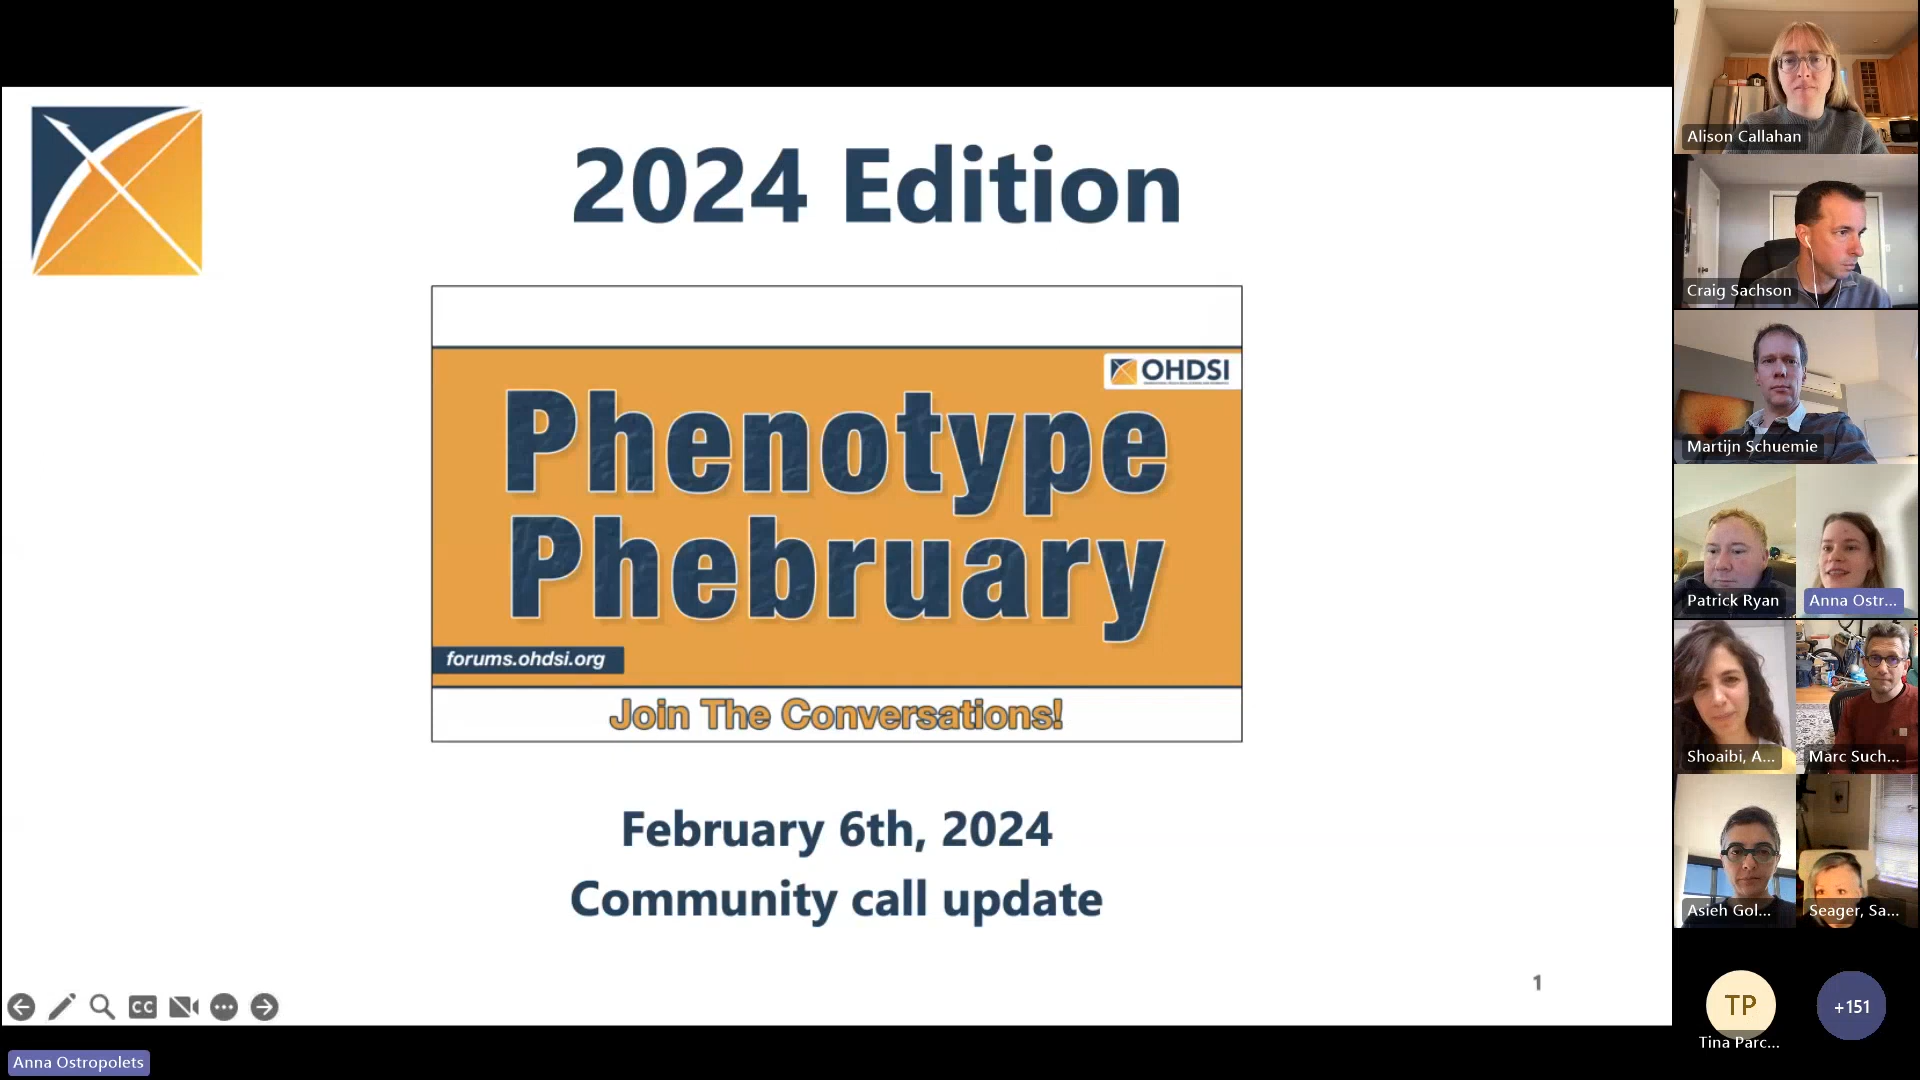 2024 Edition
OHDSI
Phenotype
Phebruary
forums.ohdsi.org
Join The Conversations!
February 6th, 2024
Community call update
1
CC
Anna Ostropolets
Alison Callahan
Craig Sachson
Martijn Schuemie
Patrick Ryan
Anna Ostr...
Shoaibi, A...
Marc Such...
Asieh Gol...
Seager, Sa...
TP
Tina Parc...
+151